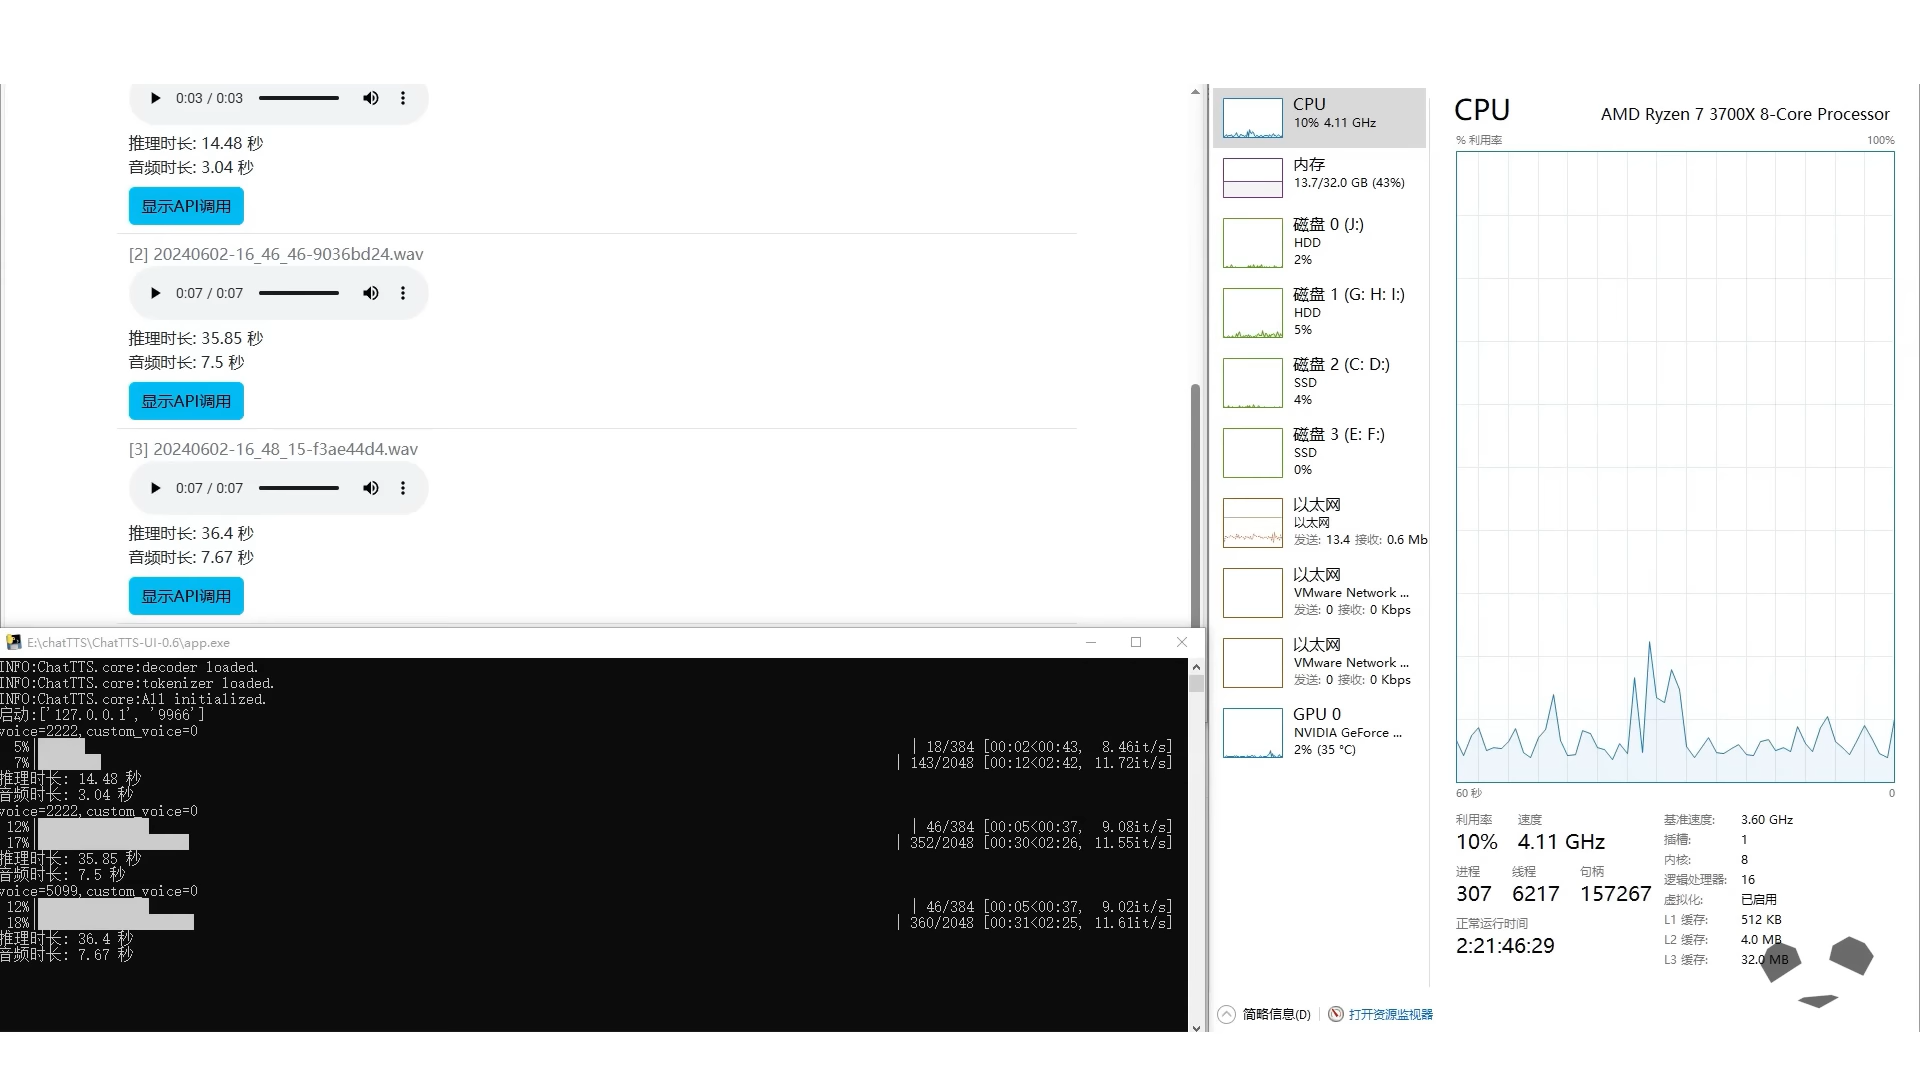 0:03 / 0:03
推理时长: 14.48 秒
音频时长: 3.04 秒
显示API调用
[2] 20240602-16_46_46-9036bd24.wav
0:07 / 0:07
推理时长: 35.85 秒
音频时长: 7.5 秒
显示API调用
[3] 20240602-16_48_15-f3ae44d4.wav
0:07 / 0:07
推理时长: 36.4 秒
音频时长: 7.67 秒
显示API调用
E:\chatTTS\ChatTTS-UI-0.6\app.exe
INFO:ChatTTS.core:decoder loaded.
INFO:ChatTTS.core:tokenizer loaded.
INFO:ChatTTS.core:All initialized.
启动:['127.0.0.1', '9966']
voice=2222,custom_voice=0
5%| | 18/384 [00:02<00:43, 8.46it/s]
7%| | 143/2048 [00:12<02:42, 11.72it/s]
推理时长: 14.48 秒
音频时长: 3.04 秒
voice=2222,custom_voice=0
12%| | 46/384 [00:05<00:37, 9.08it/s]
17%| | 352/2048 [00:30<02:26, 11.55it/s]
推理时长: 35.85 秒
音频时长: 7.5 秒
voice=5099,custom_voice=0
12%| | 46/384 [00:05<00:37, 9.02it/s]
18%| | 360/2048 [00:31<02:25, 11.61it/s]
推理时长: 36.4 秒
音频时长: 7.67 秒
CPU
10% 4.11 GHz
内存
13.7/32.0 GB (43%)
磁盘 0 (J:)
HDD
2%
磁盘 1 (G: H: I:)
HDD
5%
磁盘 2 (C: D:)
SSD
4%
磁盘 3 (E: F:)
SSD
0%
以太网
以太网
发送: 13.4 接收: 0.6 Mb
以太网
VMware Network ...
发送: 0 接收: 0 Kbps
以太网
VMware Network ...
发送: 0 接收: 0 Kbps
GPU 0
NVIDIA GeForce ...
2% (35 °C)
CPU AMD Ryzen 7 3700X 8-Core Processor
% 利用率 100%
60 秒 0
利用率 速度
10% 4.11 GHz
进程 线程 句柄
307 6217 157267
正常运行时间
2:21:46:29
基准速度: 3.60 GHz
插槽: 1
内核: 8
逻辑处理器: 16
虚拟化: 已启用
L1 缓存: 512 KB
L2 缓存: 4.0 MB
L3 缓存: 32.0 MB
简略信息(D) 打开资源监视器